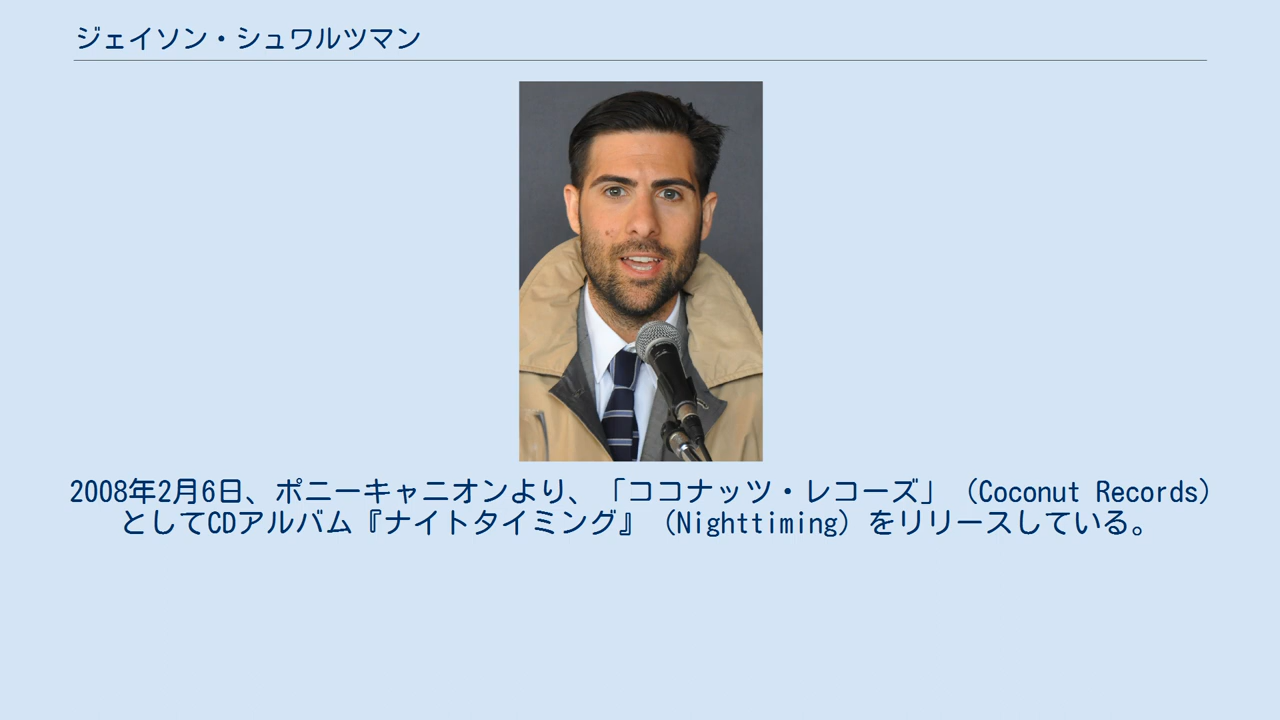 ジェイソン・シュワルツマン
2008年2月6日、ポニーキャニオンより、「ココナッツ・レコーズ」（Coconut Records）
としてCDアルバム『ナイトタイミング』（Nighttiming）をリリースしている。